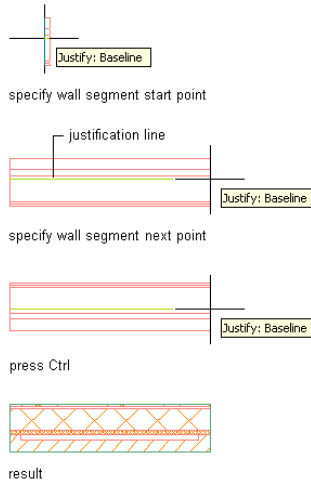 Justify: Baseline
specify wall segment start point
justification line
Justify: Baseline
specify wall segment next point
Justify: Baseline
press Ctrl
result